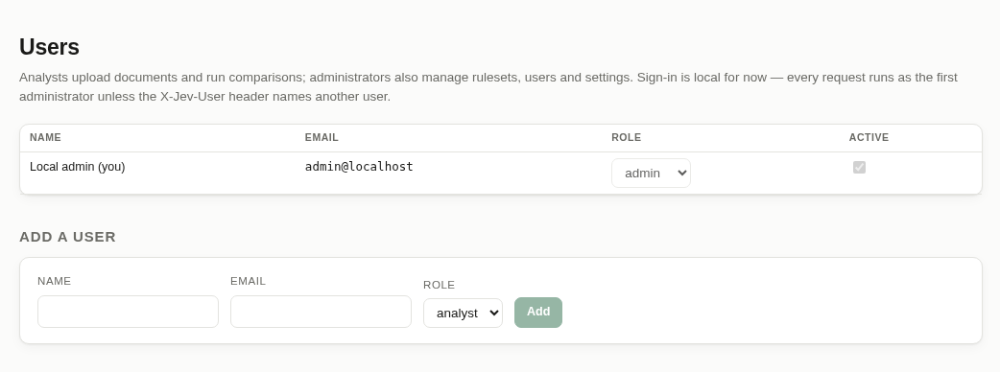 Users
Analysts upload documents and run comparisons; administrators also manage rulesets, users and settings. Sign-in is local for now — every request runs as the first
administrator unless the X-Jev-User header names another user.
NAME EMAIL ROLE ACTIVE
Local admin (you) admin@localhost admin
ADD A USER
NAME EMAIL ROLE
analyst Add